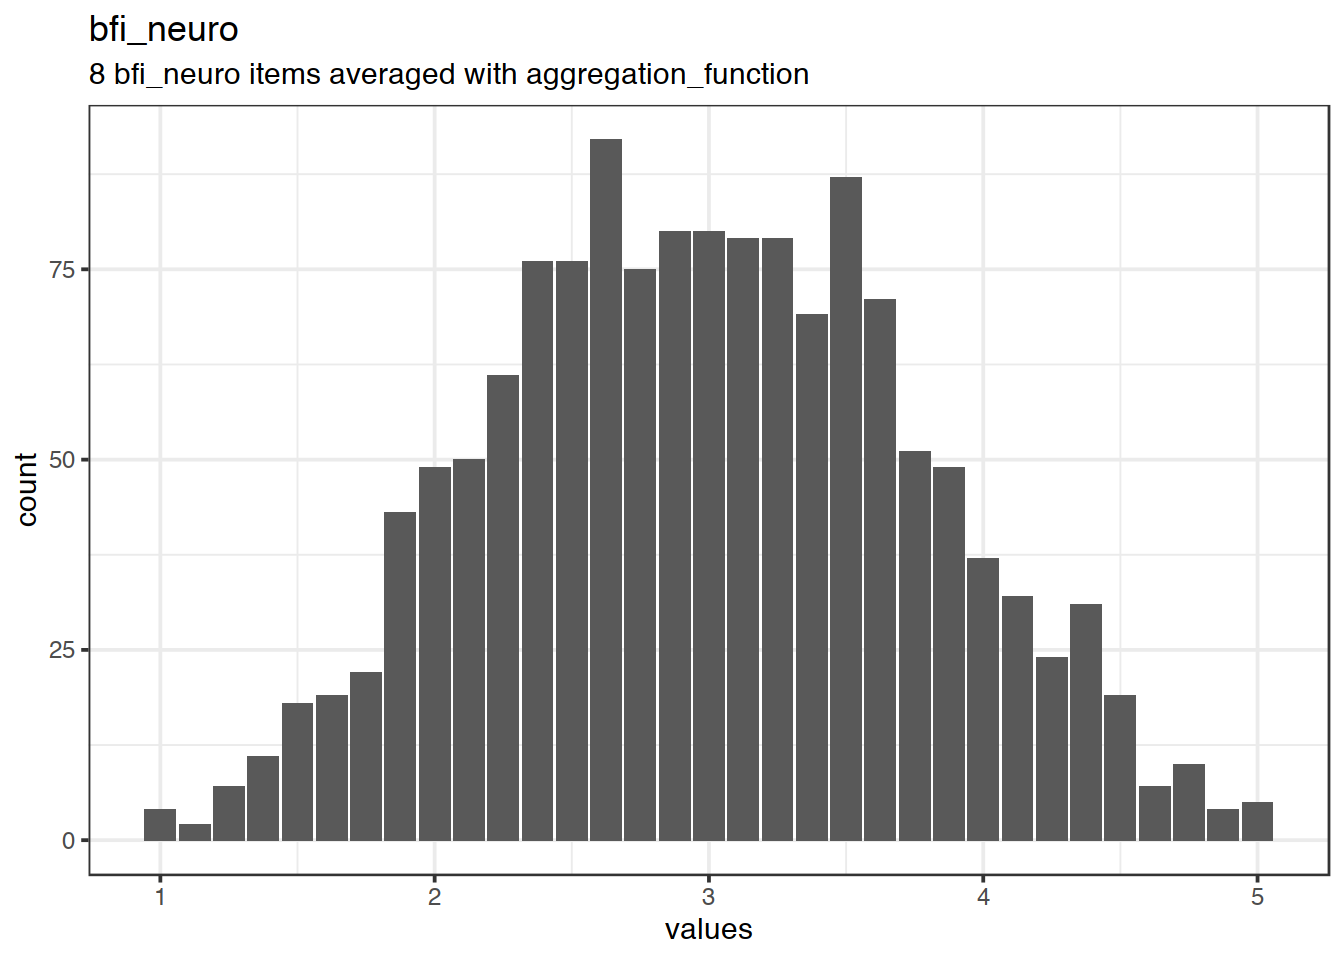 bfi_neuro
8 bfi_neuro items averaged with aggregation_function
75
50
25
0
count
1 2 3 4 5
values